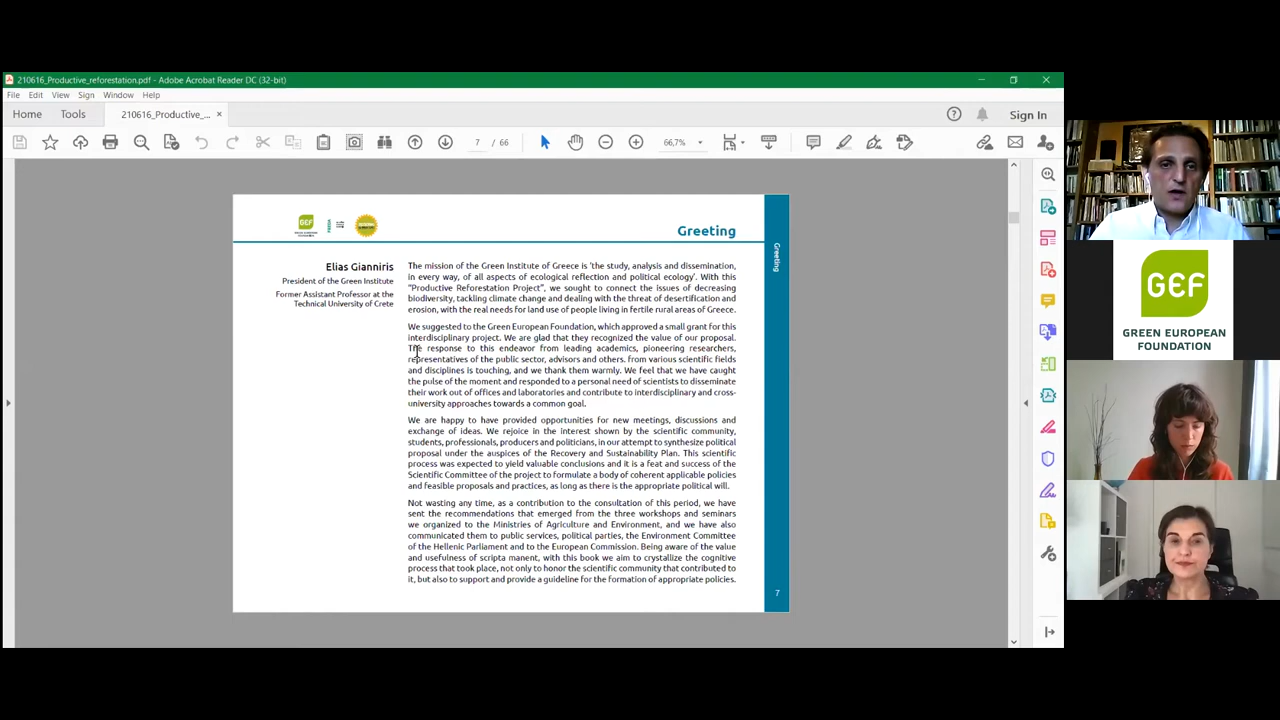 210616_Productive_reforestation.pdf - Adobe Acrobat Reader DC (32-bit)
File Edit View Sign Window Help
Home Tools 210616_Productive_... × Sign In
7 / 66 66,7%
GEF
Greeting
Greeting
Elias Gianniris
President of the Green Institute
Former Assistant Professor at the
Technical University of Crete
The mission of the Green Institute of Greece is 'the study, analysis and dissemination,
in every way, of all aspects of ecological reflection and political ecology'. With this
"Productive Reforestation Project", we sought to connect the issues of decreasing
biodiversity, tackling climate change and dealing with the threat of desertification and
erosion, with the real needs for land use of people living in fertile rural areas of Greece.
We suggested to the Green European Foundation, which approved a small grant for this
interdisciplinary project. We are glad that they recognized the value of our proposal.
The response to this endeavor from leading academics, pioneering researchers,
representatives of the public sector, advisors and others. from various scientific fields
and disciplines is touching, and we thank them warmly. We feel that we have caught
the pulse of the moment and responded to a personal need of scientists to disseminate
their work out of offices and laboratories and contribute to interdisciplinary and cross-
university approaches towards a common goal.
We are happy to have provided opportunities for new meetings, discussions and
exchange of ideas. We rejoice in the interest shown by the scientific community,
students, professionals, producers and politicians, in our attempt to synthesize political
proposal under the auspices of the Recovery and Sustainability Plan. This scientific
process was expected to yield valuable conclusions and it is a feat and success of the
Scientific Committee of the project to formulate a body of coherent applicable policies
and feasible proposals and practices, as long as there is the appropriate political will.
Not wasting any time, as a contribution to the consultation of this period, we have
sent the recommendations that emerged from the three workshops and seminars
we organized to the Ministries of Agriculture and Environment, and we have also
communicated them to public services, political parties, the Environment Committee
of the Hellenic Parliament and to the European Commission. Being aware of the value
and usefulness of scripta manent, with this book we aim to crystallize the cognitive
process that took place, not only to honor the scientific community that contributed to
it, but also to support and provide a guideline for the formation of appropriate policies.
7
GEF
GREEN EUROPEAN
FOUNDATION